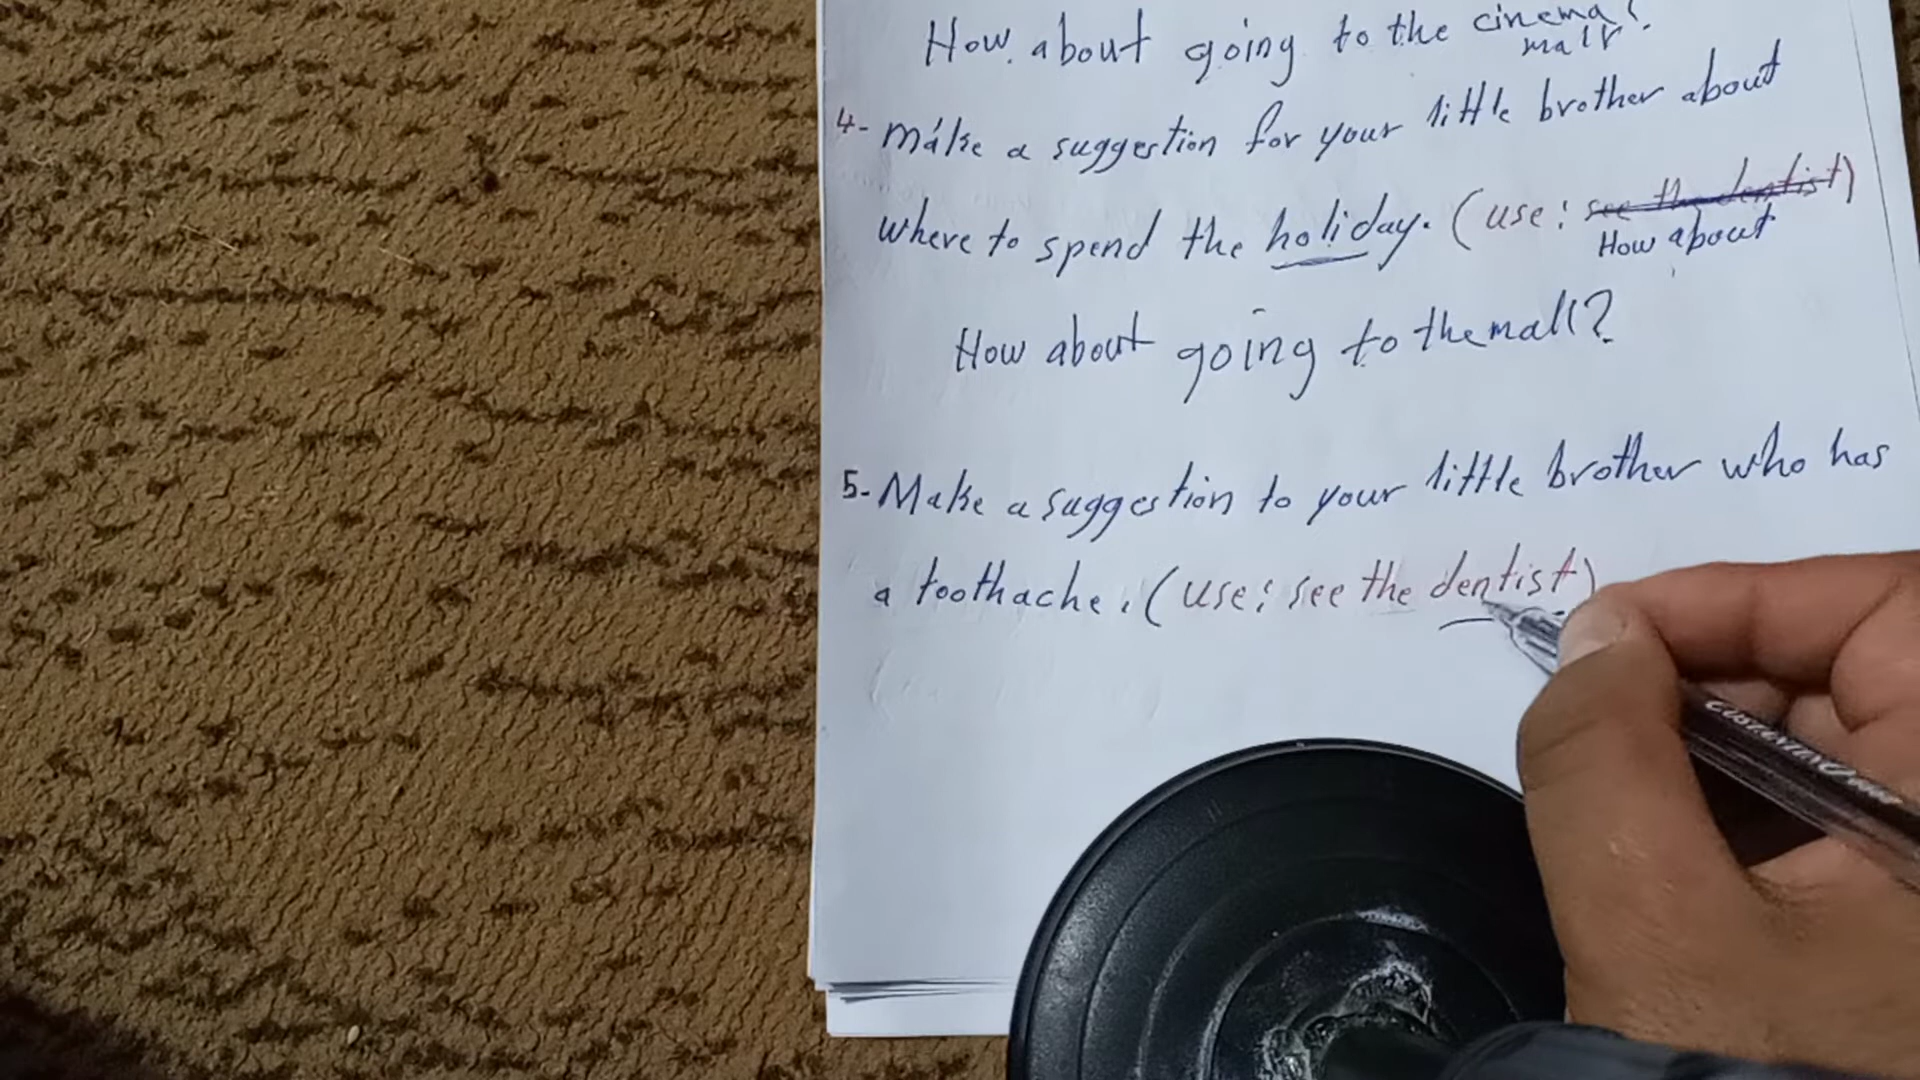 How about going to the cinema?
mall
4- make a suggestion for your little brother about
where to spend the holiday. (use: see the dentist)
How about
How about going to the mall?
5- Make a suggestion to your little brother who has
a toothache. (use: see the dentist)